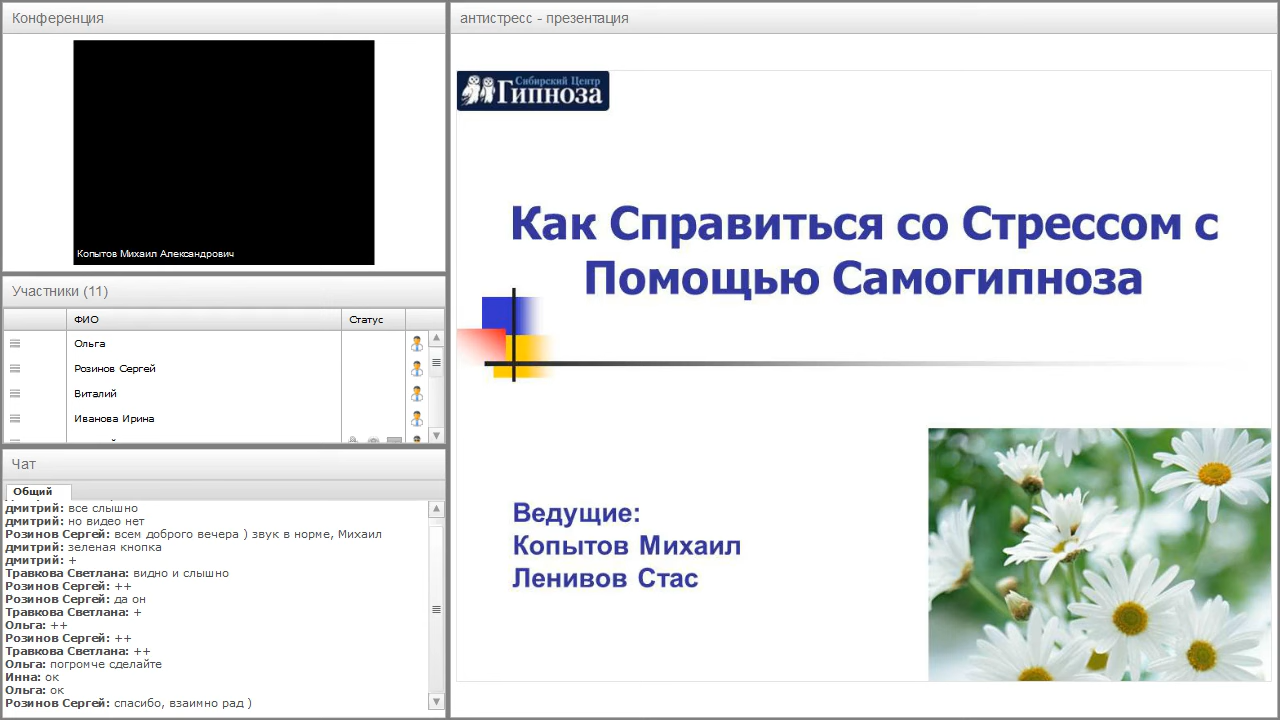 Конференция
Копытов Михаил Александрович
Участники (11)
ФИО
Статус
Ольга
Розинов Сергей
Виталий
Иванова Ирина
Чат
Общий
дмитрий: все слышно
дмитрий: но видео нет
Розинов Сергей: всем доброго вечера ) звук в норме, Михаил
дмитрий: зеленая кнопка
дмитрий: +
Травкова Светлана: видно и слышно
Розинов Сергей: ++
Розинов Сергей: да он
Травкова Светлана: +
Ольга: ++
Розинов Сергей: ++
Травкова Светлана: ++
Ольга: погромче сделайте
Инна: ок
Ольга: ок
Розинов Сергей: спасибо, взаимно рад )
антистресс - презентация
Сибирский Центр
Гипноза
Как Справиться со Стрессом с
Помощью Самогипноза
Ведущие:
Копытов Михаил
Ленивов Стас